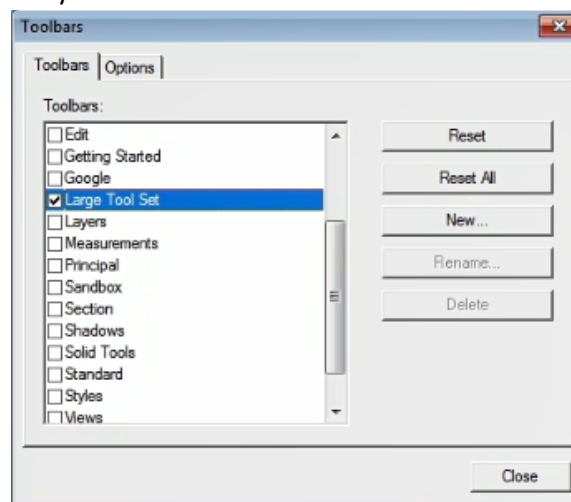 Toolbars
Toolbars Options
Toolbars:
Edit
Getting Started
Google
Large Tool Set
Layers
Measurements
Principal
Sandbox
Section
Shadows
Solid Tools
Standard
Styles
Views
Reset
Reset All
New...
Rename...
Delete
Close